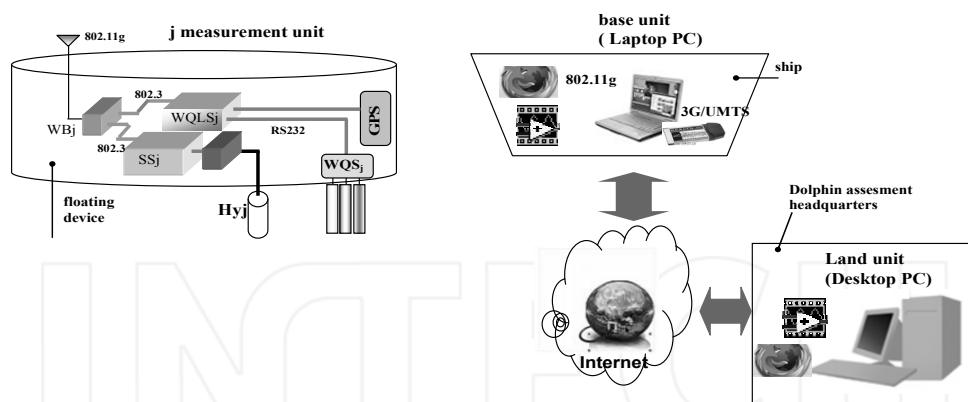 802.11g
j measurement unit
802.3
WQLSj
WBj
GPS
RS232
802.3
SSj
WQSj
floating
device
Hyj
base unit
( Laptop PC)
ship
802.11g
3G/UMTS
Dolphin assesment
headquarters
Land unit
(Desktop PC)
Internet
INTECH